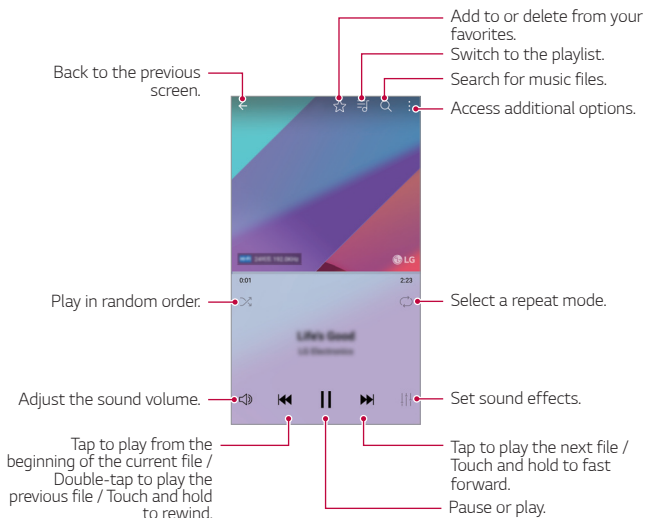 Add to or delete from your
favorites.
Switch to the playlist.
Back to the previous
screen.
Search for music files.
Access additional options.
LG
0:01
2:23
Play in random order.
Select a repeat mode.
Life's Good
LG Electronics
Adjust the sound volume.
Set sound effects.
Tap to play from the
beginning of the current file /
Double-tap to play the
previous file / Touch and hold
to rewind.
Tap to play the next file /
Touch and hold to fast
forward.
Pause or play.